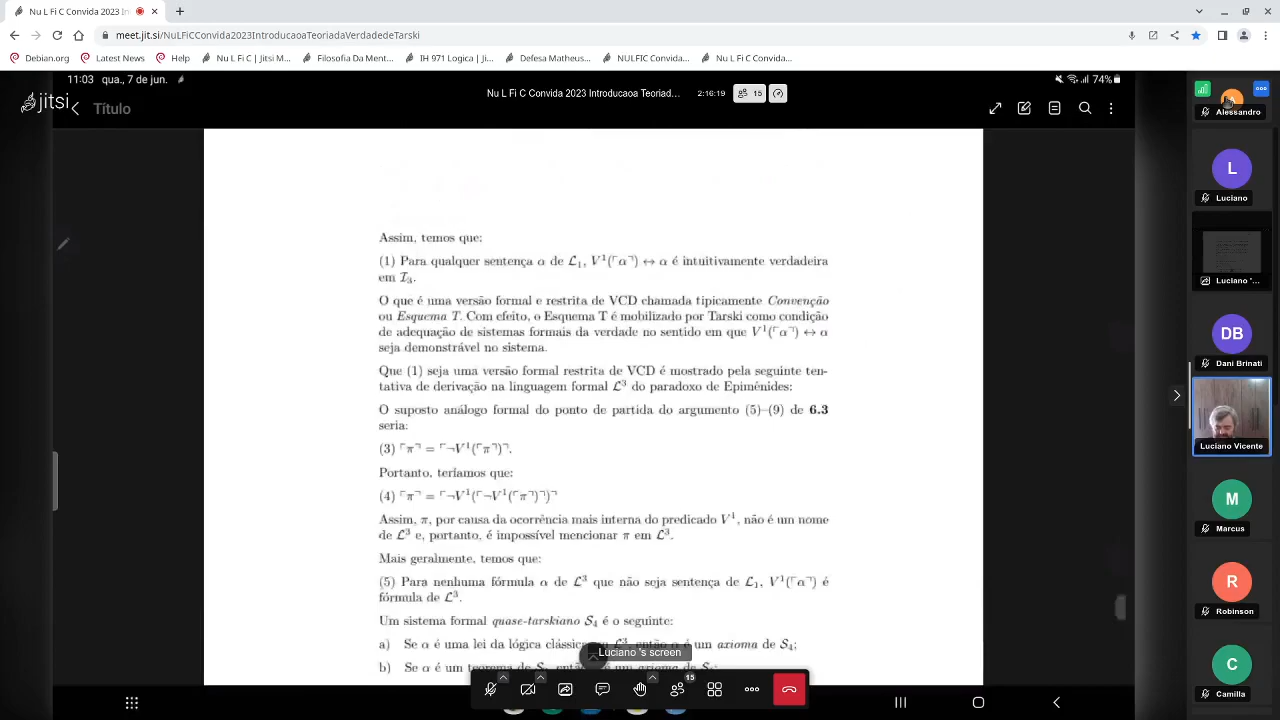 Nu L Fi C Convida 2023 In
meet.jit.si/NuLFiCConvida2023IntroducaoaTeoriadaVerdadedeTarski
Debian.org
Latest News
Help
Nu L F i C | Jitsi M...
Filosofia Da Ment...
IH 971 Logica | Ji...
Defesa Matheus...
NULFIC Convida...
Nu L Fi C Convida...
11:03 qua., 7 de jun.
74%
jitsi
Título
Nu L Fi C Convida 2023 Introducaoa Teoriad...
2:16:19
15
Assim, temos que:
(1) Para qualquer sentença α de ℒ₁, V¹(⌜α⌝) ↔ α é intuitivamente verdadeira
em ℐ₃.
O que é uma versão formal e restrita de VCD chamada tipicamente Convenção
ou Esquema T. Com efeito, o Esquema T é mobilizado por Tarski como condição
de adequação de sistemas formais da verdade no sentido em que V¹(⌜α⌝) ↔ α
seja demonstrável no sistema.
Que (1) seja uma versão formal restrita de VCD é mostrado pela seguinte ten-
tativa de derivação na linguagem formal ℒ³ do paradoxo de Epimênides:
O suposto análogo formal do ponto de partida do argumento (5)–(9) de 6.3
seria:
(3) ⌜π⌝ = ⌜¬V¹(⌜π⌝)⌝.
Portanto, teríamos que:
(4) ⌜π⌝ = ⌜¬V¹(⌜¬V¹(⌜π⌝)⌝)⌝
Assim, π, por causa da ocorrência mais interna do predicado V¹, não é um nome
de ℒ³ e, portanto, é impossível mencionar π em ℒ³.
Mais geralmente, temos que:
(5) Para nenhuma fórmula α de ℒ³ que não seja sentença de ℒ₁, V¹(⌜α⌝) é
fórmula de ℒ³.
Um sistema formal quase-tarskiano 𝒮₄ é o seguinte:
a) Se α é uma lei da lógica clássica em ℒ³, então α é um axioma de 𝒮₄;
b) Se α é um teorema de
Luciano 's screen
15
Alessandro
L
Luciano
Luciano '...
DB
Dani Brinati
Luciano Vicente
M
Marcus
R
Robinson
C
Camilla